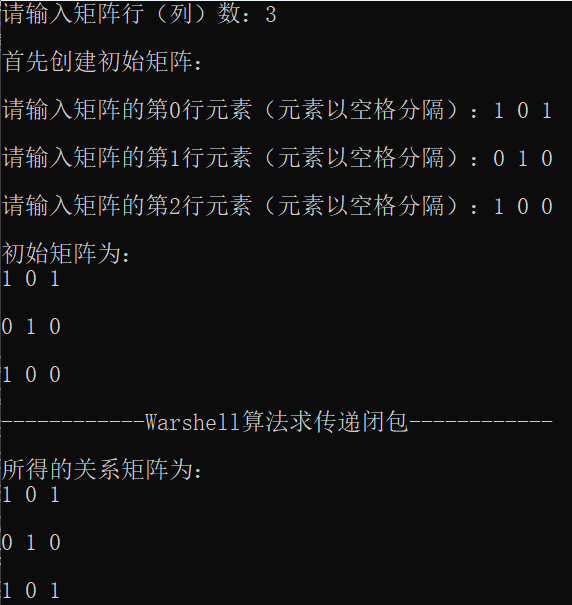 请输入矩阵行（列）数：3
首先创建初始矩阵：
请输入矩阵的第0行元素（元素以空格分隔）：1 0 1
请输入矩阵的第1行元素（元素以空格分隔）：0 1 0
请输入矩阵的第2行元素（元素以空格分隔）：1 0 0
初始矩阵为：
1 0 1
0 1 0
1 0 0
------------Warshell算法求传递闭包------------
所得的关系矩阵为：
1 0 1
0 1 0
1 0 1